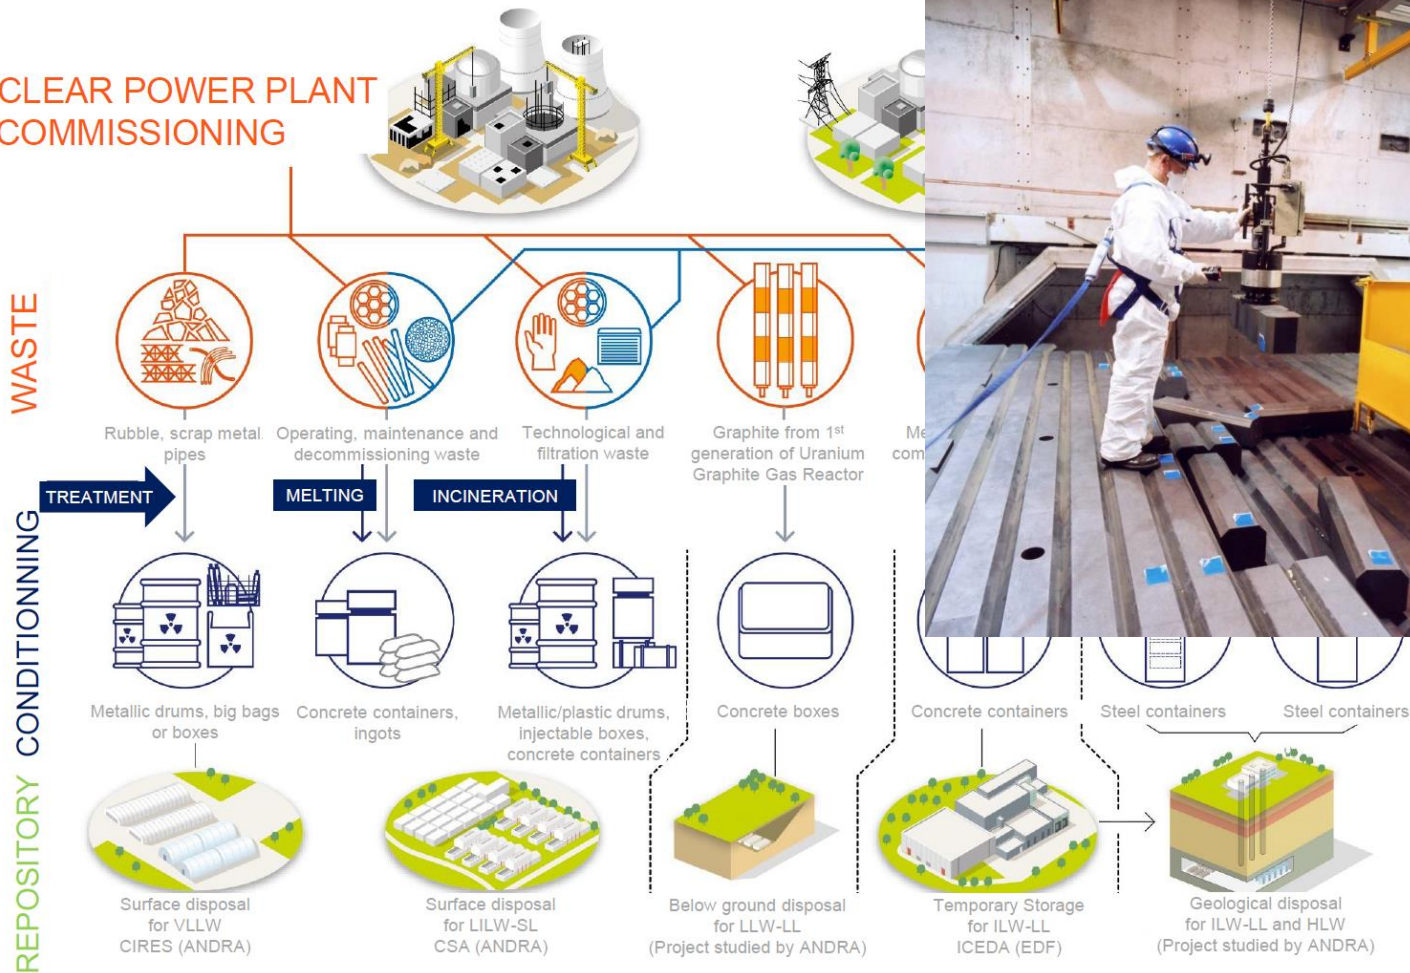 CLEAR POWER PLANT
COMMISSIONING
WASTE
Rubble, scrap metal
pipes
Operating, maintenance and
decommissioning waste
Technological and
filtration waste
Graphite from 1st
generation of Uranium
Graphite Gas Reactor
Me
com
TREATMENT
MELTING
INCINERATION
CONDITIONNING
Metallic drums, big bags
or boxes
Concrete containers,
ingots
Metallic/plastic drums,
injectable boxes,
concrete containers
Concrete boxes
Concrete containers
Steel containers
Steel containers
REPOSITORY
Surface disposal
for VLLW
CIRES (ANDRA)
Surface disposal
for LILW-SL
CSA (ANDRA)
Below ground disposal
for LLW-LL
(Project studied by ANDRA)
Temporary Storage
for ILW-LL
ICEDA (EDF)
Geological disposal
for ILW-LL and HLW
(Project studied by ANDRA)